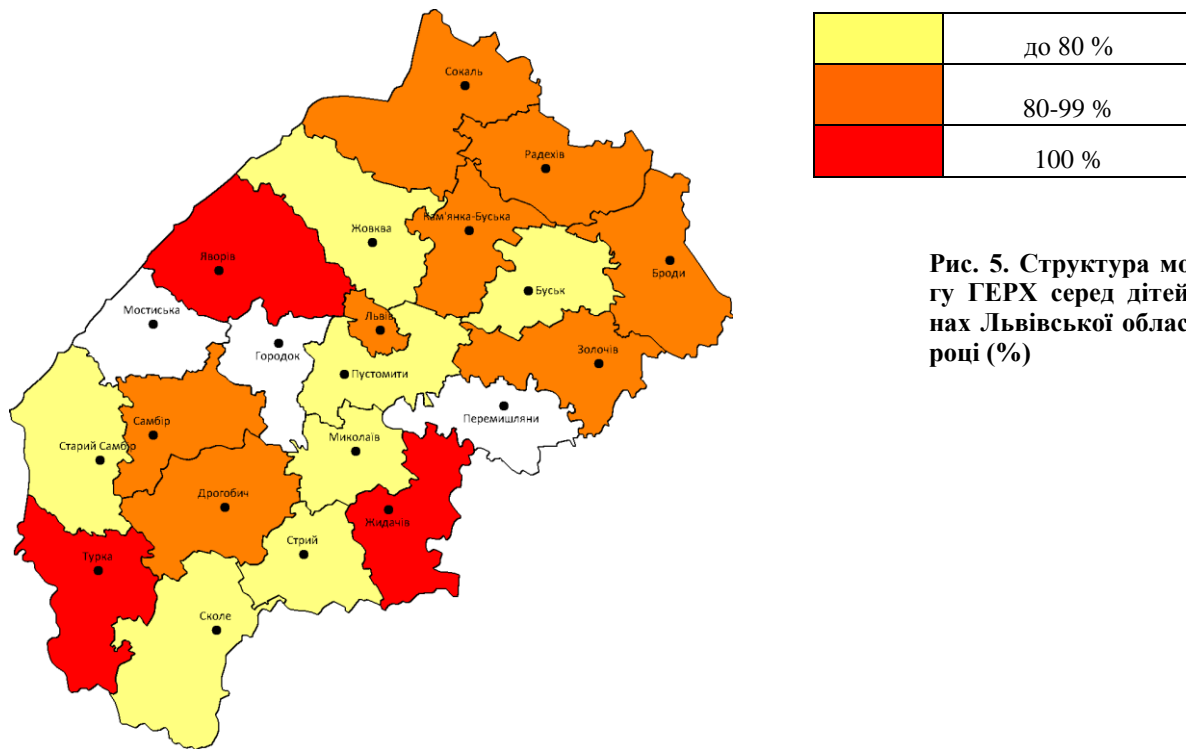 Сокаль
Радехів
Кам'янка-Буська
Жовква
Яворів
Броди
Буськ
Мостиська
Львів
Городок
Золочів
Пустомити
Перемишляни
Самбір
Миколаїв
Старий Самбір
Дрогобич
Жидачів
Стрий
Турка
Сколе
до 80 %
80-99 %
100 %
Рис. 5. Структура мо
гу ГЕРХ серед дітей
нах Львівської облас
році (%)